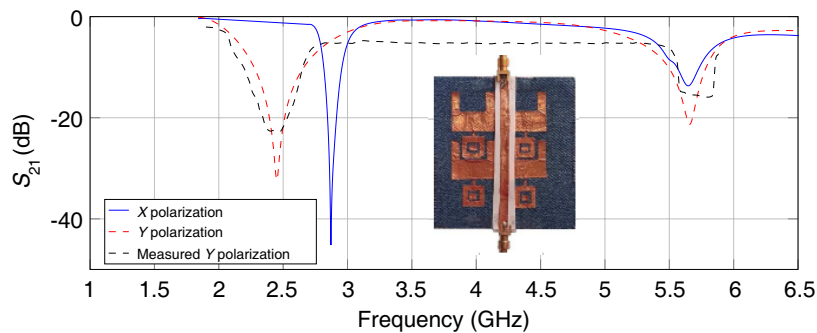 0
-20
-40
S21 (dB)
X polarization
Y polarization
Measured Y polarization
1 1.5 2 2.5 3 3.5 4 4.5 5 5.5 6 6.5
Frequency (GHz)